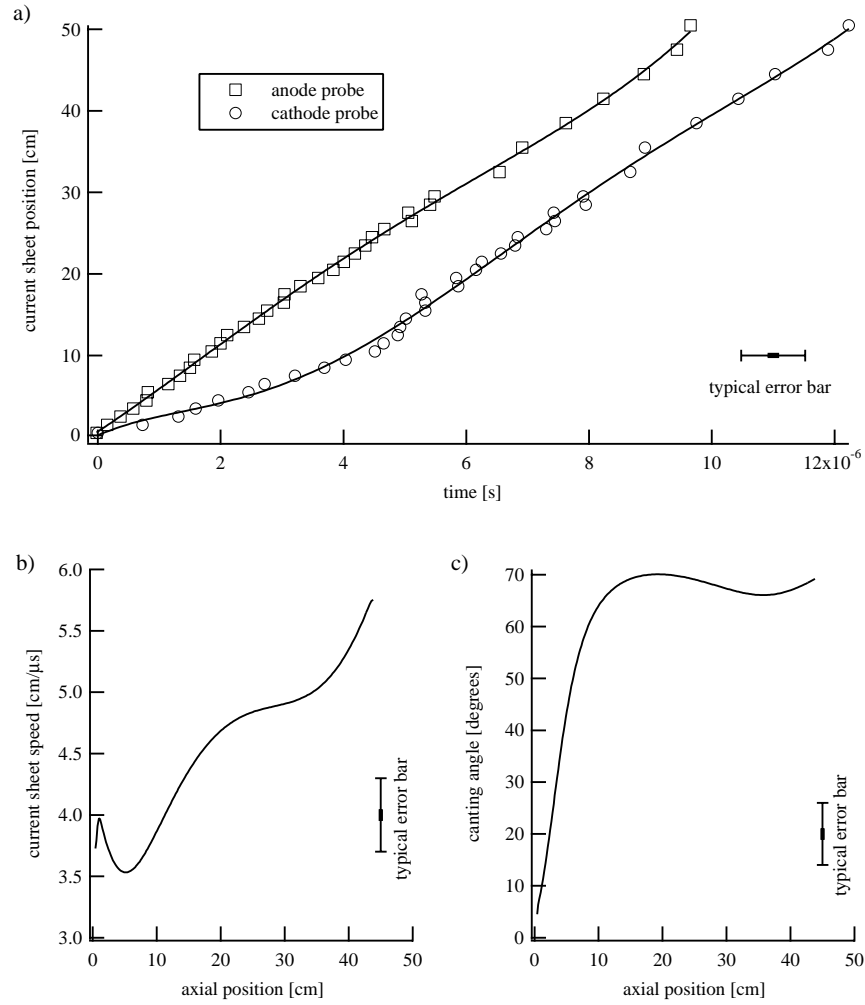 a)
50
40
30
20
10
0
current sheet position [cm]
anode probe
cathode probe
typical error bar
0
2
4
6
8
10
12x10-6
time [s]
b)
6.0
5.5
5.0
4.5
4.0
3.5
3.0
current sheet speed [cm/µs]
typical error bar
0
10
20
30
40
50
axial position [cm]
c)
70
60
50
40
30
20
10
0
canting angle [degrees]
typical error bar
0
10
20
30
40
50
axial position [cm]